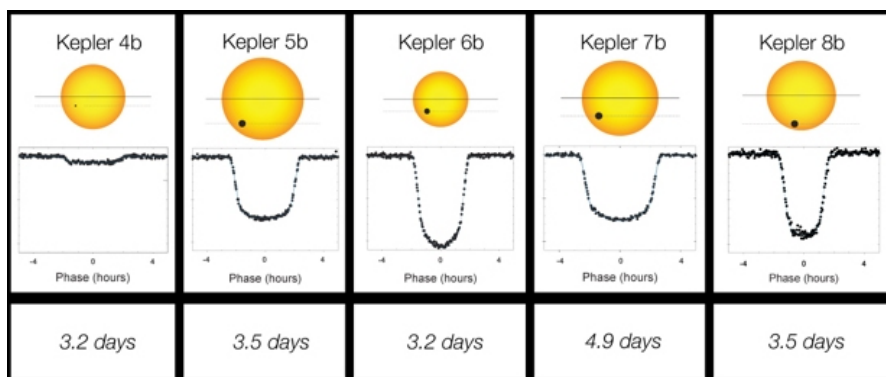 Kepler 4b
Kepler 5b
Kepler 6b
Kepler 7b
Kepler 8b
-4 0 4
Phase (hours)
-4 0 4
Phase (hours)
-4 0 4
Phase (hours)
-4 0 4
Phase (hours)
-4 0 4
Phase (hours)
3.2 days
3.5 days
3.2 days
4.9 days
3.5 days